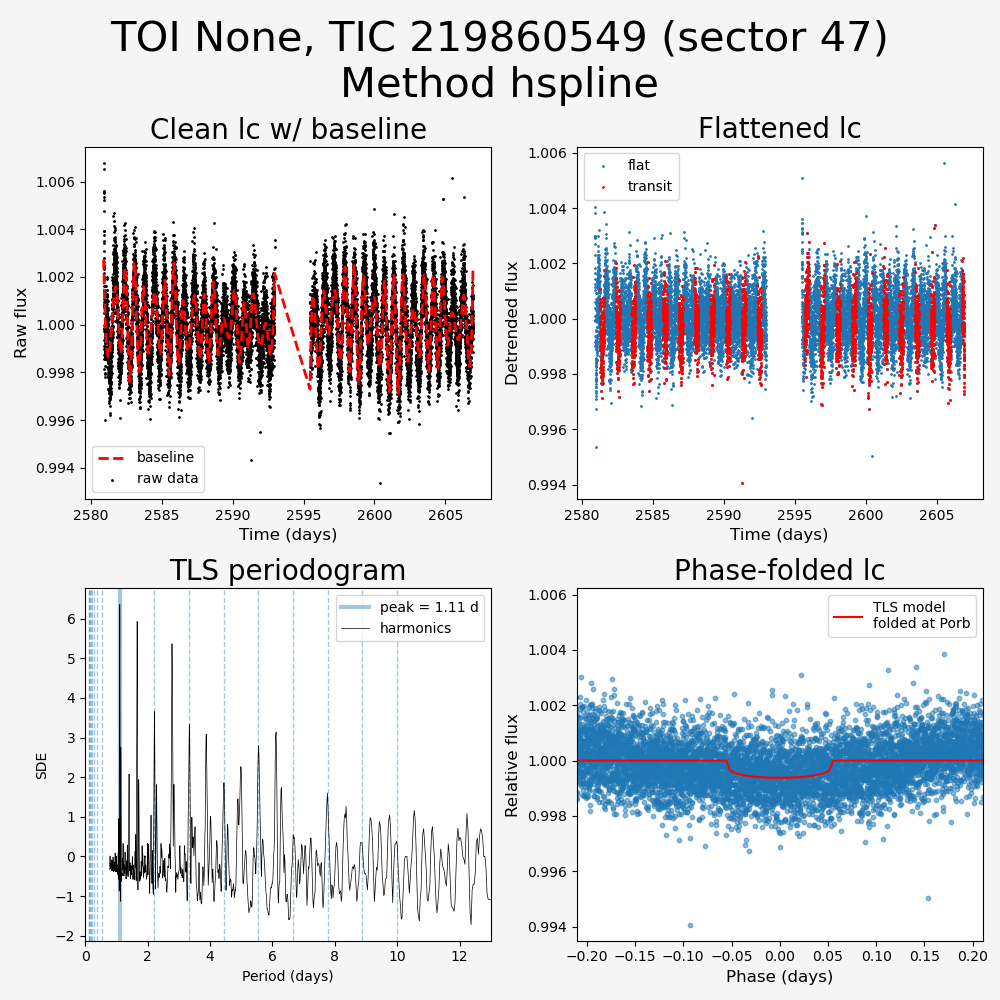 TOI None, TIC 219860549 (sector 47)
Method hspline
Clean lc w/ baseline
Raw flux
1.006
1.004
1.002
1.000
0.998
0.996
0.994
baseline
raw data
2580 2585 2590 2595 2600 2605
Time (days)
Flattened lc
Detrended flux
1.006
1.004
1.002
1.000
0.998
0.996
0.994
flat
transit
2580 2585 2590 2595 2600 2605
Time (days)
TLS periodogram
SDE
6
5
4
3
2
1
0
−1
−2
peak = 1.11 d
harmonics
0 2 4 6 8 10 12
Period (days)
Phase-folded lc
Relative flux
1.006
1.004
1.002
1.000
0.998
0.996
0.994
TLS model
folded at Porb
−0.20 −0.15 −0.10 −0.05 0.00 0.05 0.10 0.15 0.20
Phase (days)